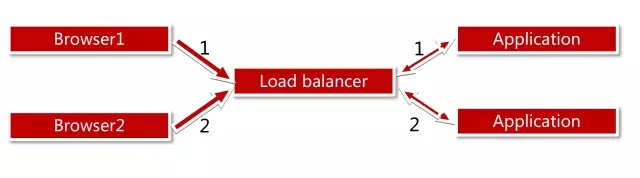 Browser1
1
1
Application
Load balancer
Browser2
2
2
Application